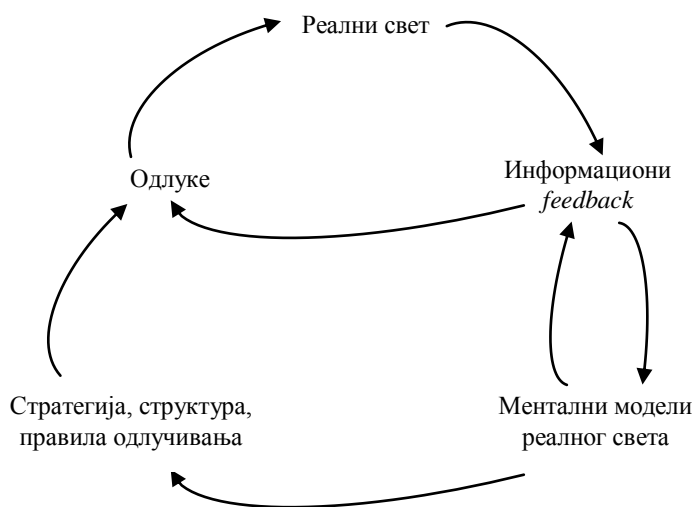 Реални свет
Одлуке
Информациони
feedback
Стратегија, структура,
правила одлучивања
Ментални модели
реалног света